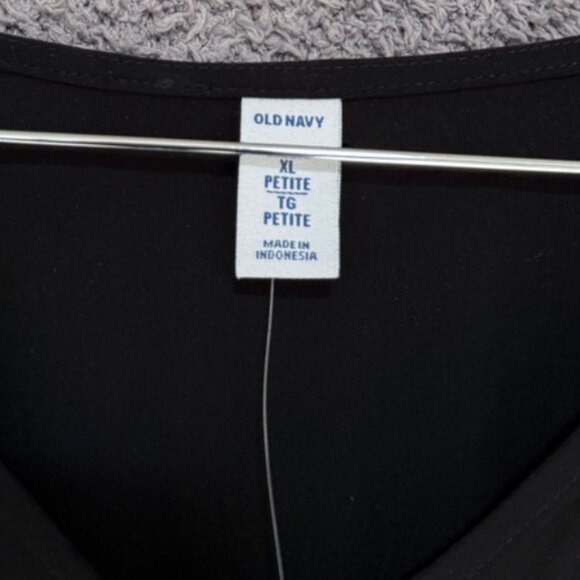 OLD NAVY
XL
PETITE
TG
PETITE
MADE IN
INDONESIA